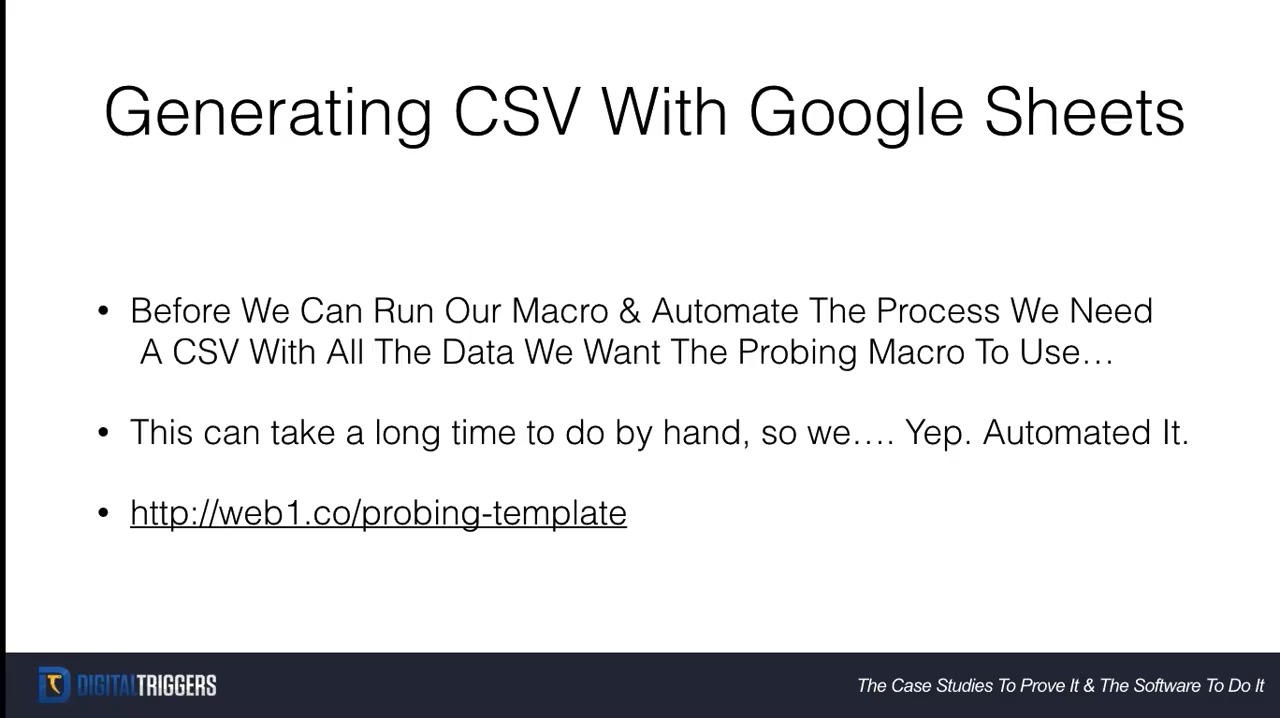 Generating CSV With Google Sheets
• Before We Can Run Our Macro & Automate The Process We Need
A CSV With All The Data We Want The Probing Macro To Use…
• This can take a long time to do by hand, so we…. Yep. Automated It.
• http://web1.co/probing-template
DIGITALTRIGGERS
The Case Studies To Prove It & The Software To Do It